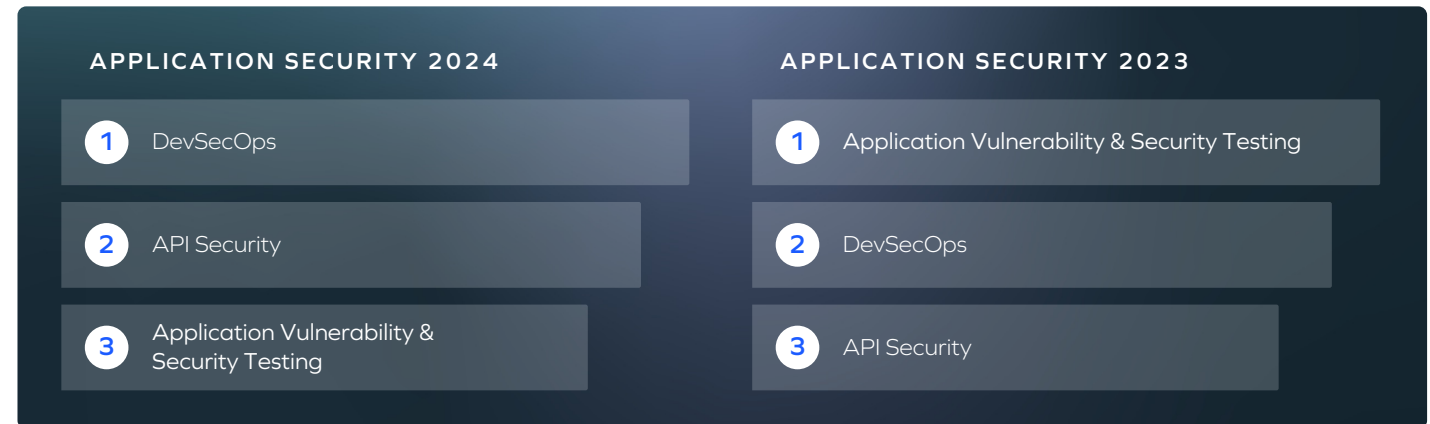 APPLICATION SECURITY 2024
1 DevSecOps
2 API Security
3 Application Vulnerability &
Security Testing
APPLICATION SECURITY 2023
1 Application Vulnerability & Security Testing
2 DevSecOps
3 API Security